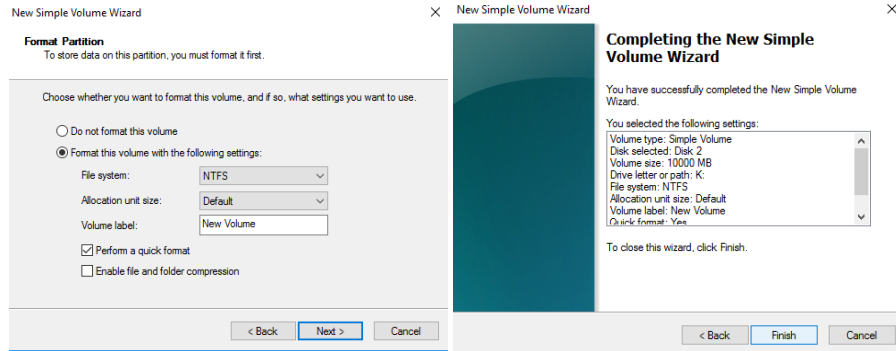 New Simple Volume Wizard
Format Partition
To store data on this partition, you must format it first.
Choose whether you want to format this volume, and if so, what settings you want to use.
Do not format this volume
Format this volume with the following settings:
File system: NTFS
Allocation unit size: Default
Volume label: New Volume
Perform a quick format
Enable file and folder compression
< Back Next > Cancel
New Simple Volume Wizard
Completing the New Simple
Volume Wizard
You have successfully completed the New Simple Volume
Wizard.
You selected the following settings:
Volume type: Simple Volume
Disk selected: Disk 2
Volume size: 10000 MB
Drive letter or path: K:
File system: NTFS
Allocation unit size: Default
Volume label: New Volume
Quick format: Yes
To close this wizard, click Finish.
< Back Finish Cancel